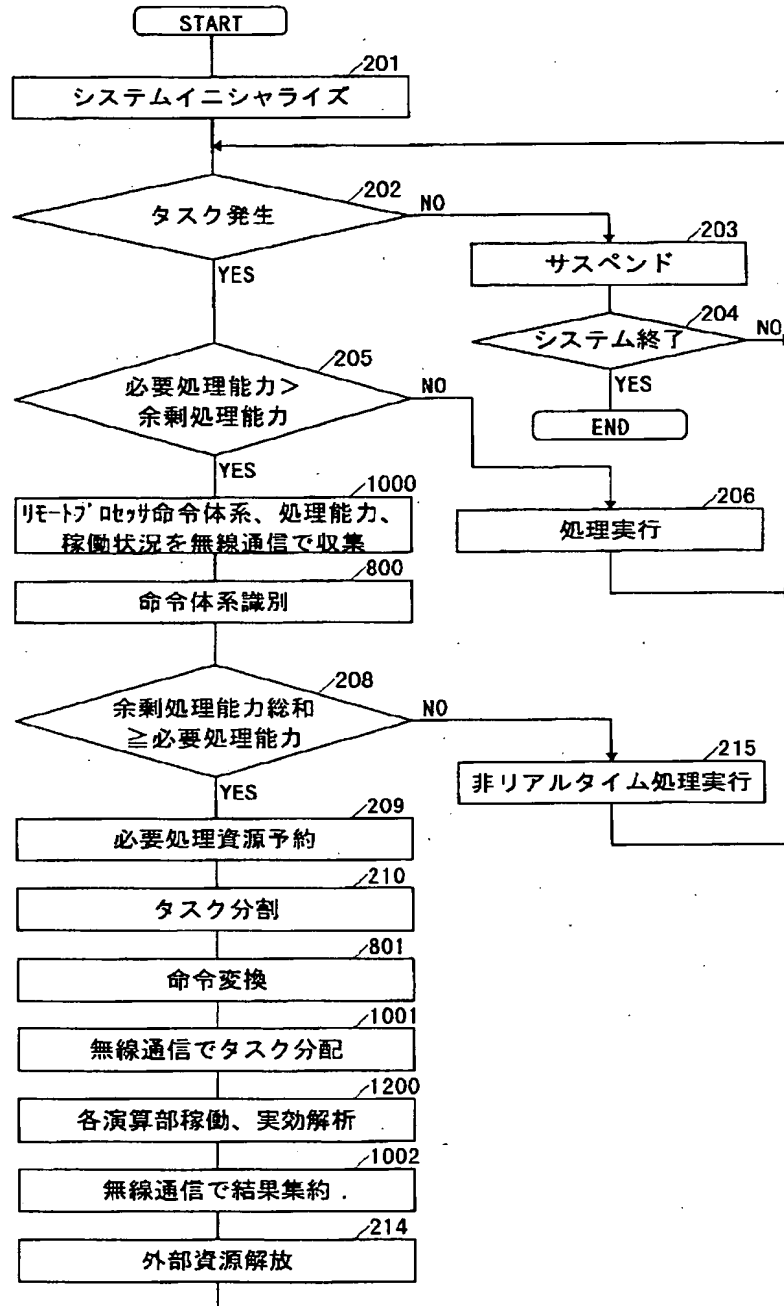 START
201
システムイニシャライズ
202
タスク発生
NO
203
サスペンド
YES
204
システム終了
NO
205
必要処理能力>
余剰処理能力
NO
YES
END
YES
1000
リモートプロセッサ命令体系、処理能力、
稼働状況を無線通信で収集
206
処理実行
800
命令体系識別
208
余剰処理能力総和
≧必要処理能力
NO
215
非リアルタイム処理実行
YES
209
必要処理資源予約
210
タスク分割
801
命令変換
1001
無線通信でタスク分配
1200
各演算部稼働、実効解析
1002
無線通信で結果集約
214
外部資源解放